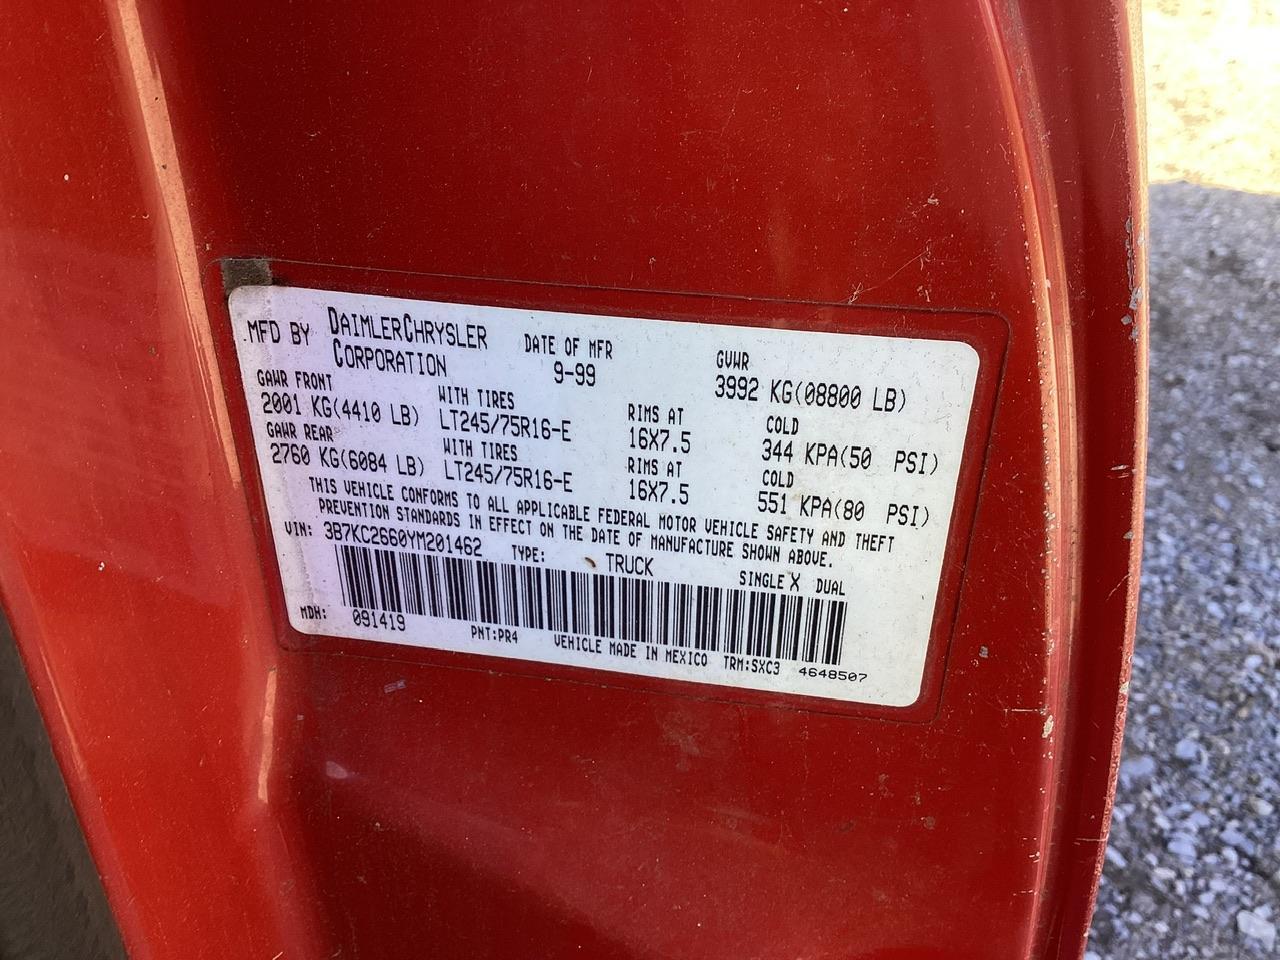 MFD BY DAIMLERCHRYSLER CORPORATION DATE OF MFR 9-99 GVWR 3992 KG(08800 LB)
GAWR FRONT WITH TIRES RIMS AT COLD
2001 KG(4410 LB) LT245/75R16-E 16X7.5 344 KPA(50 PSI)
GAWR REAR WITH TIRES RIMS AT COLD
2760 KG(6084 LB) LT245/75R16-E 16X7.5 551 KPA(80 PSI)
THIS VEHICLE CONFORMS TO ALL APPLICABLE FEDERAL MOTOR VEHICLE SAFETY AND THEFT
PREVENTION STANDARDS IN EFFECT ON THE DATE OF MANUFACTURE SHOWN ABOVE.
VIN: 3B7KC2660YM201462 TYPE: TRUCK SINGLE X DUAL
MDH: 091419 PNT:PR4 VEHICLE MADE IN MEXICO TRM:SXC3 4648507